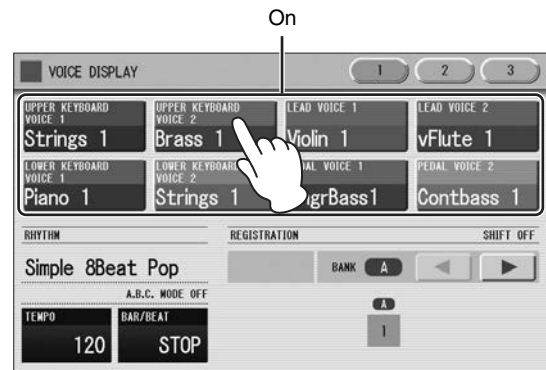 On
VOICE DISPLAY
1 2 3
UPPER KEYBOARD VOICE 1
Strings 1
UPPER KEYBOARD VOICE 2
Brass 1
LEAD VOICE 1
Violin 1
LEAD VOICE 2
vFlute 1
LOWER KEYBOARD VOICE 1
Piano 1
LOWER KEYBOARD VOICE 2
Strings 1
VOICE 1
PEDAL VOICE 2
Contbass 1
RHYTHM
Simple 8Beat Pop
A.B.C. MODE OFF
TEMPO
120
BAR/BEAT
STOP
REGISTRATION
SHIFT OFF
BANK A
A
1